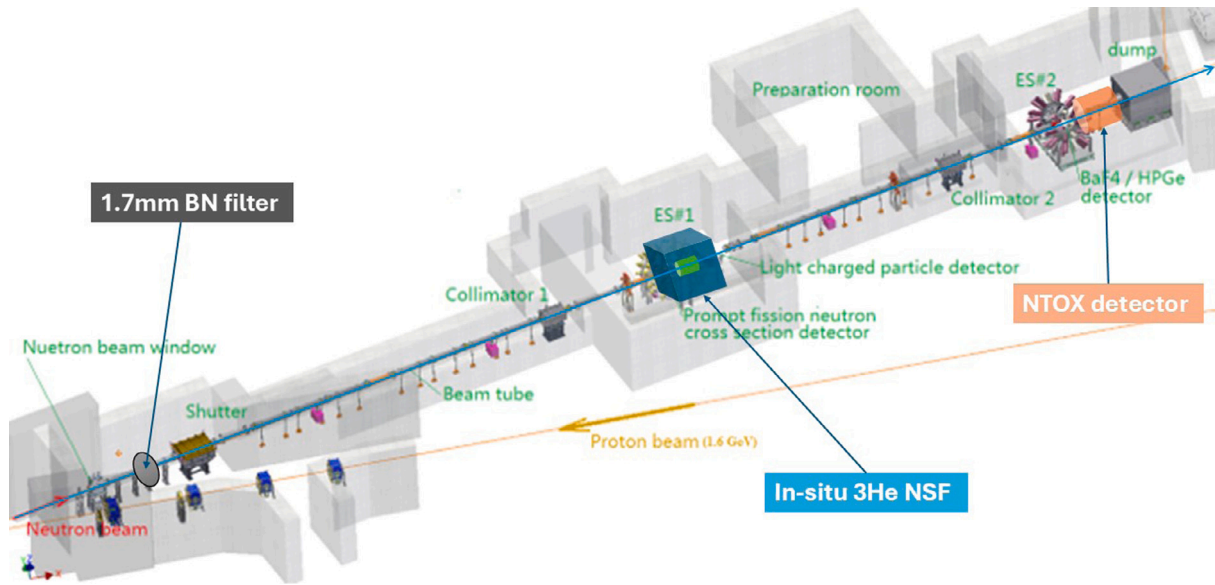 dump
ES#2
Preparation room
BaF4 / HPGe
detector
1.7mm BN filter
Collimator 2
ES#1
Light charged particle detector
NTOX detector
Collimator 1
Prompt fission neutron
cross section detector
Nuetron beam window
Beam tube
Shutter
Proton beam (1.6 GeV)
In-situ 3He NSF
Neutron beam